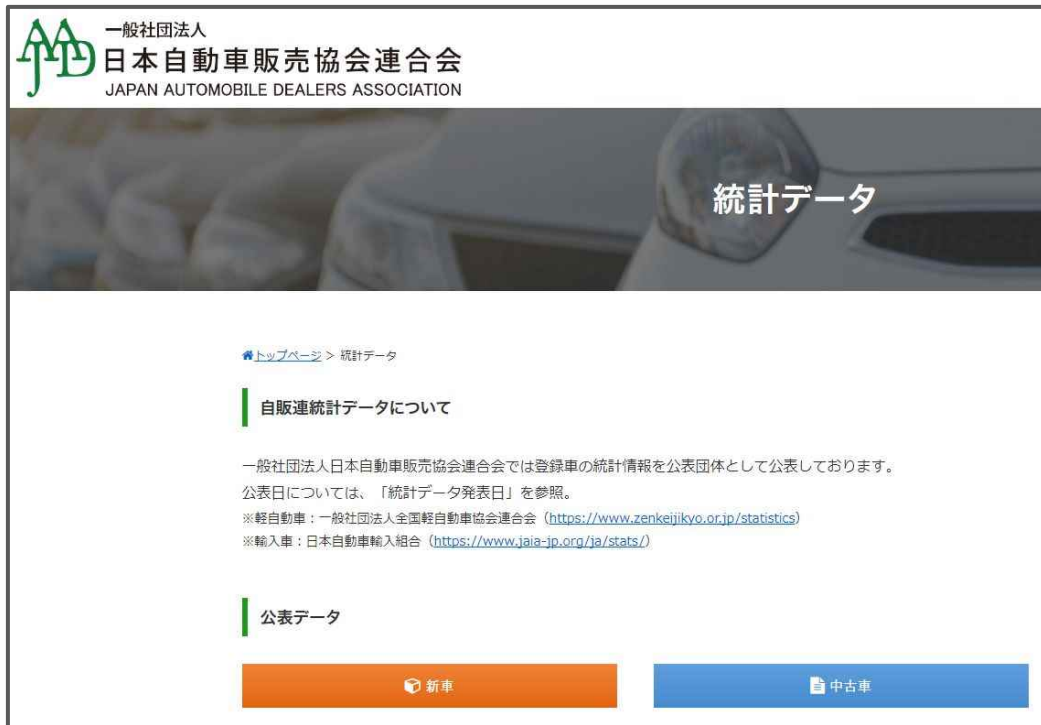 一般社団法人
日本自動車販売協会連合会
JAPAN AUTOMOBILE DEALERS ASSOCIATION
統計データ
トップページ > 統計データ
自販連統計データについて
一般社団法人日本自動車販売協会連合会では登録車の統計情報を公表団体として公表しております。
公表日については、「統計データ発表日」を参照。
※軽自動車：一般社団法人全国軽自動車協会連合会（https://www.zenkeijikyo.or.jp/statistics）
※輸入車：日本自動車輸入組合（https://www.jaia-jp.org/ja/stats/）
公表データ
新車
中古車